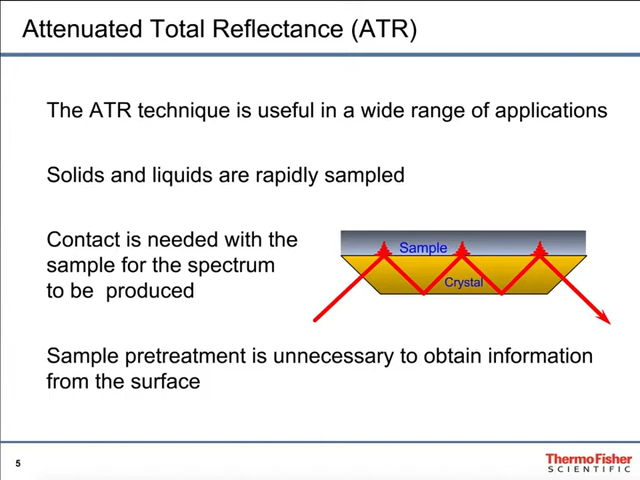 Attenuated Total Reflectance (ATR)
The ATR technique is useful in a wide range of applications
Solids and liquids are rapidly sampled
Contact is needed with the
sample for the spectrum
to be produced
Sample
Crystal
Sample pretreatment is unnecessary to obtain information
from the surface
5
ThermoFisher
SCIENTIFIC